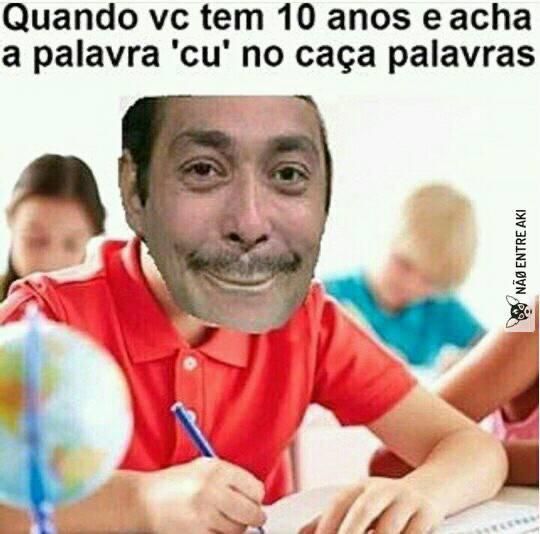 Quando vc tem 10 anos e acha
a palavra 'cu' no caça palavras
NÃO ENTRE AKI